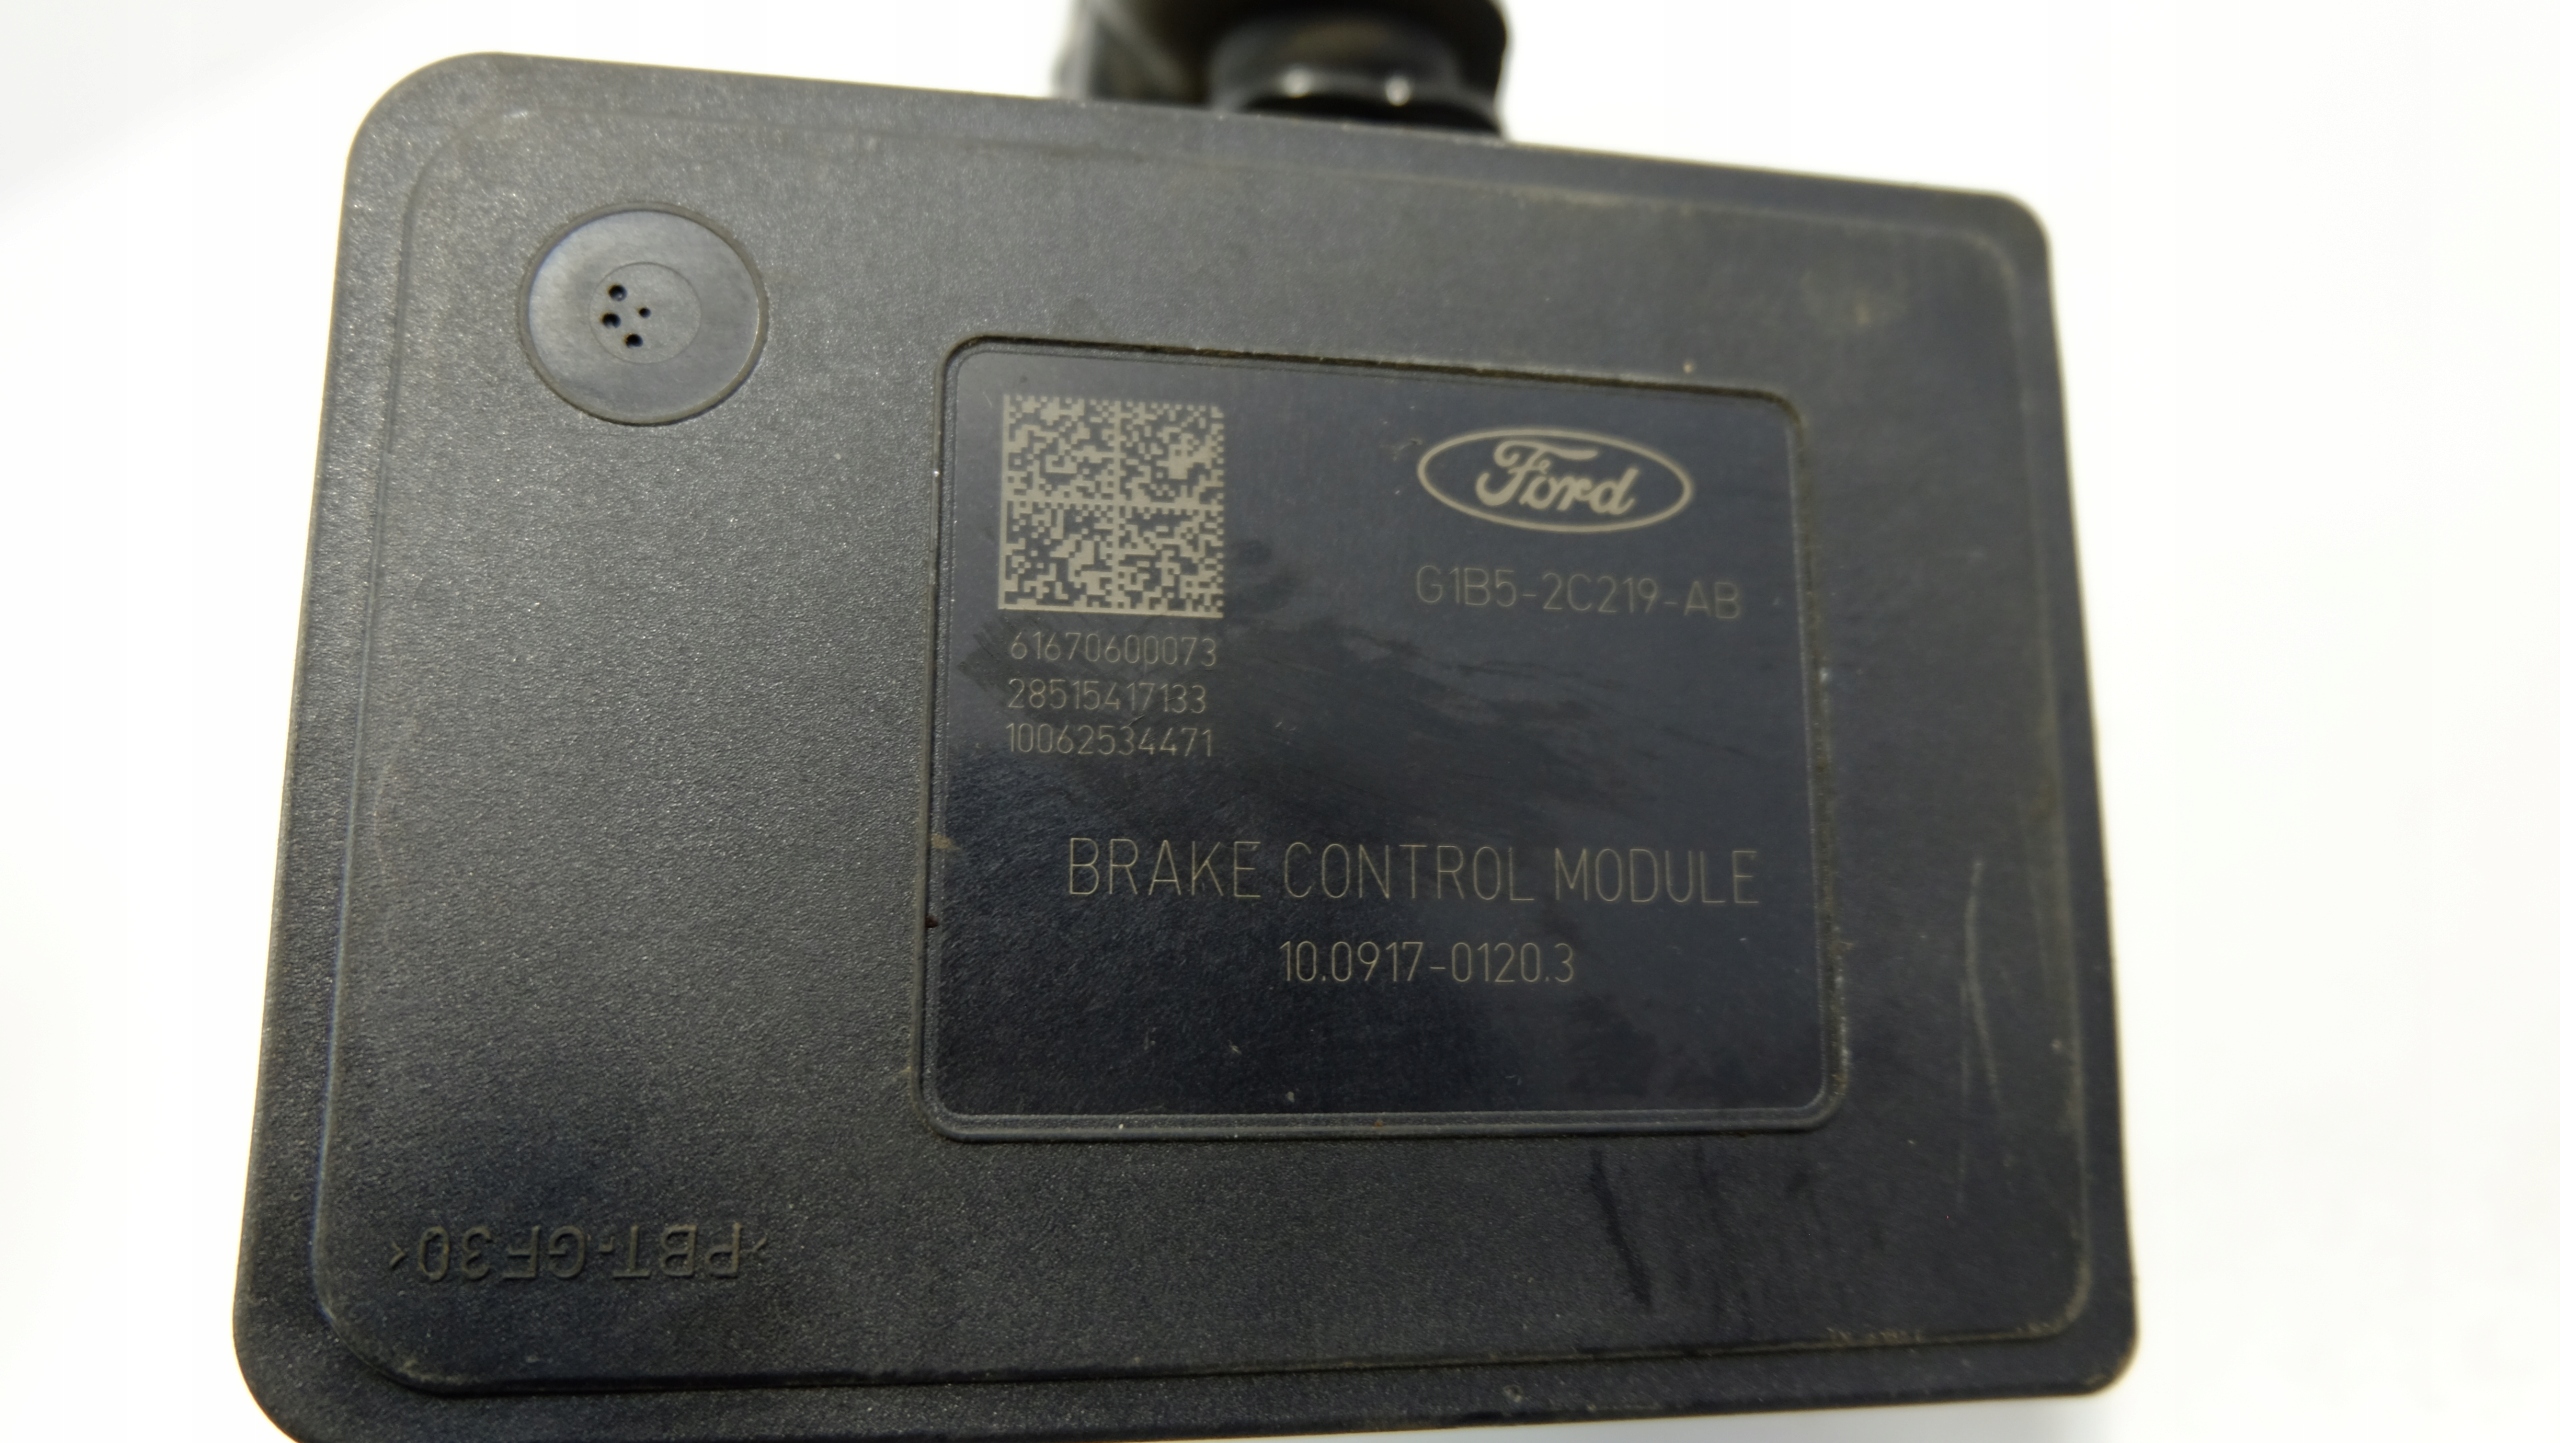 Ford
G1B5-2C219-AB
61670600073
28515417133
10062534471
BRAKE CONTROL MODULE
10.0917-0120.3
>PBT-GF30<